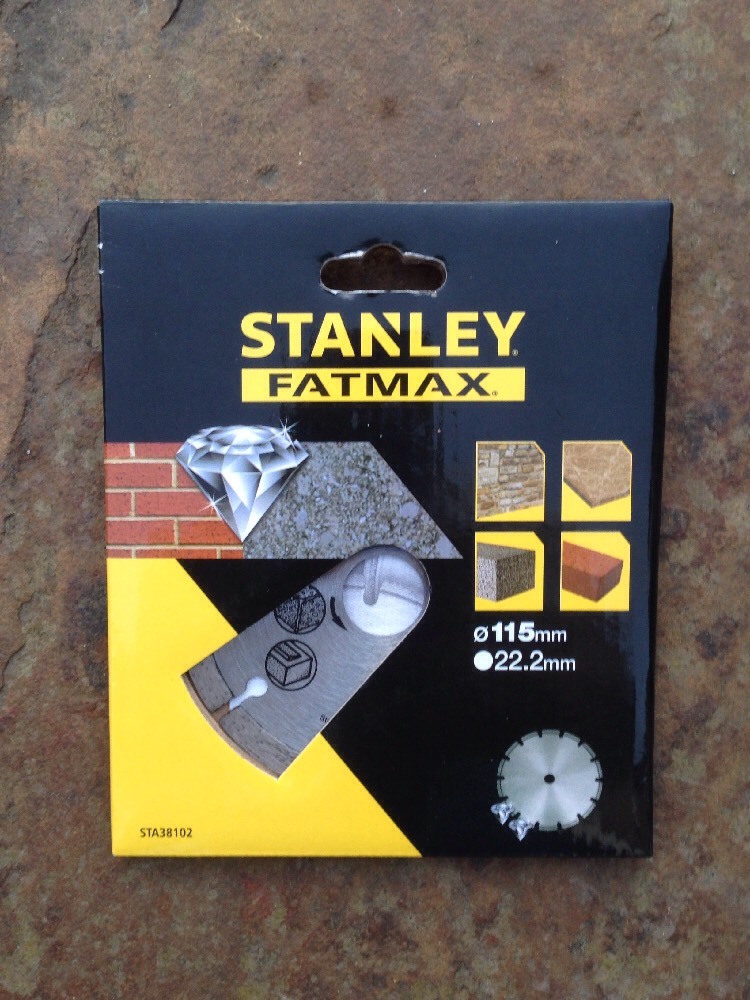 STANLEY®
FATMAX®
ø115mm
●22.2mm
STA38102